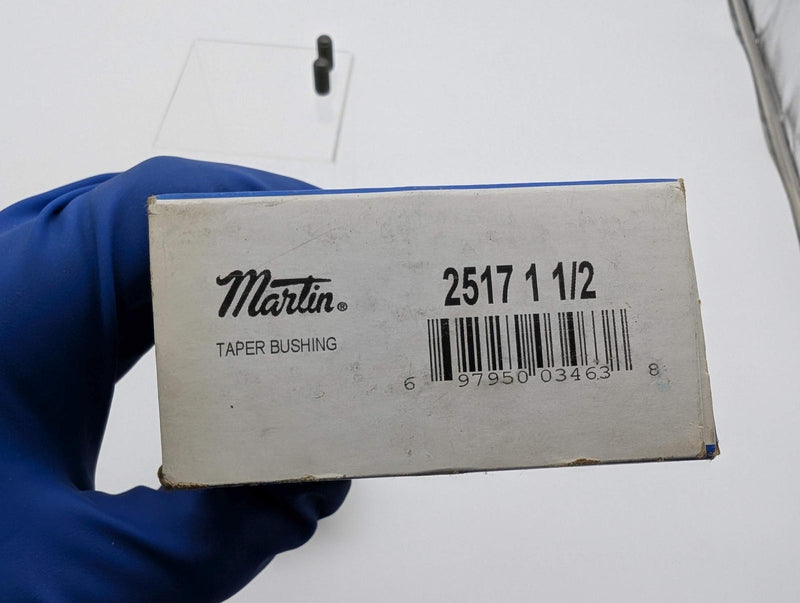 Martin®
TAPER BUSHING
2517 1 1/2
6 97950 03463 8